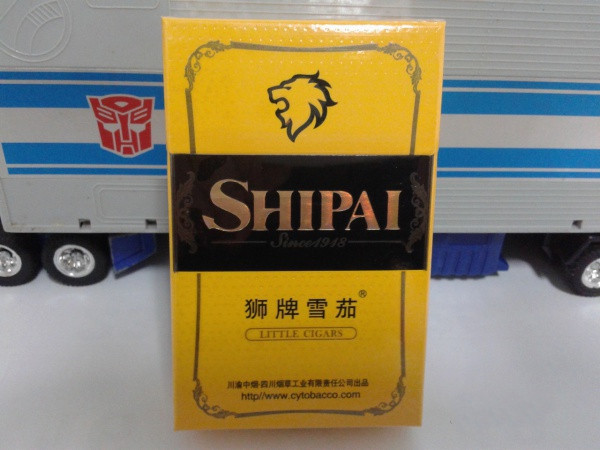 SHIPAI
Since1918
狮牌雪茄®
LITTLE CIGARS
川渝中烟·四川烟草工业有限责任公司出品
http//www.cytobacco.com